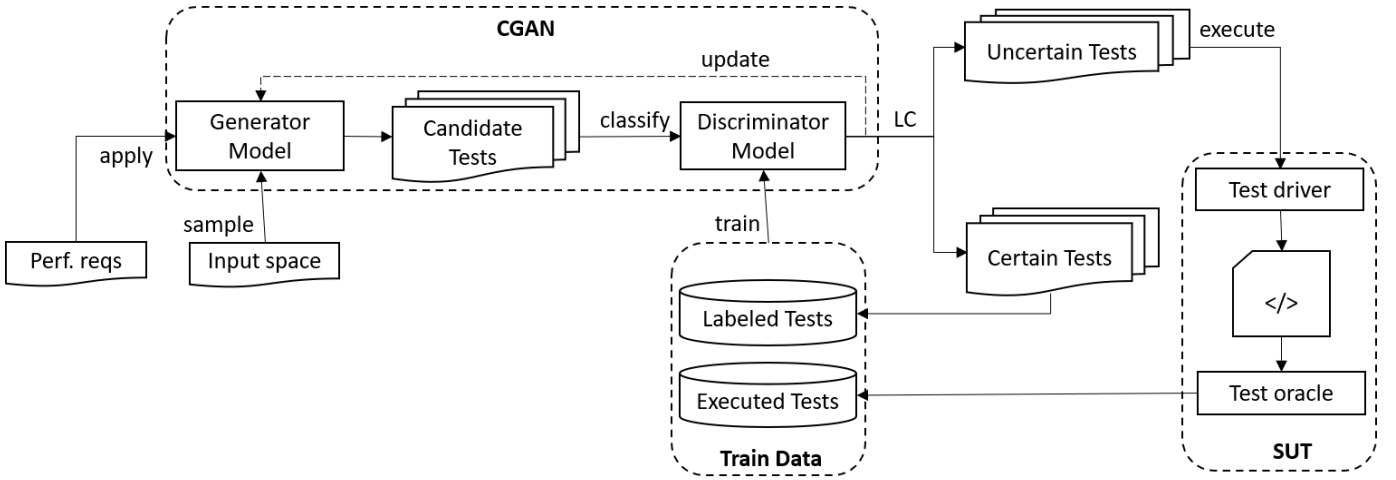 CGAN
update
Generator
Model
Candidate
Tests
classify
Discriminator
Model
LC
Uncertain Tests
execute
apply
sample
train
Perf. reqs
Input space
Certain Tests
Test driver
</>
Labeled Tests
Executed Tests
Test oracle
Train Data
SUT